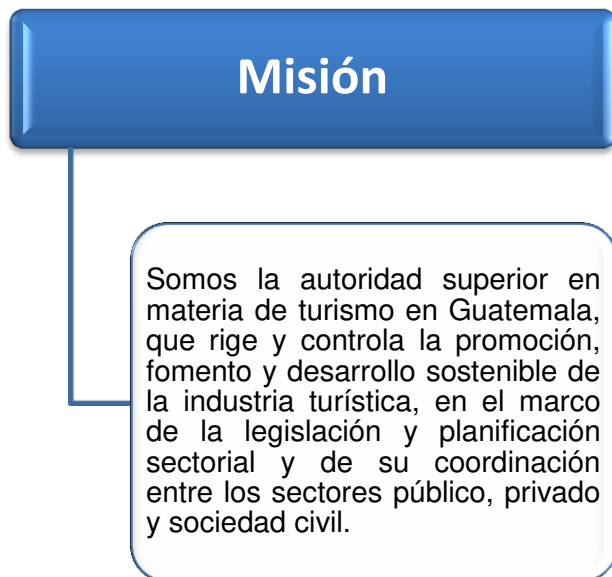 Misión
Somos la autoridad superior en
materia de turismo en Guatemala,
que rige y controla la promoción,
fomento y desarrollo sostenible de
la industria turística, en el marco
de la legislación y planificación
sectorial y de su coordinación
entre los sectores público, privado
y sociedad civil.